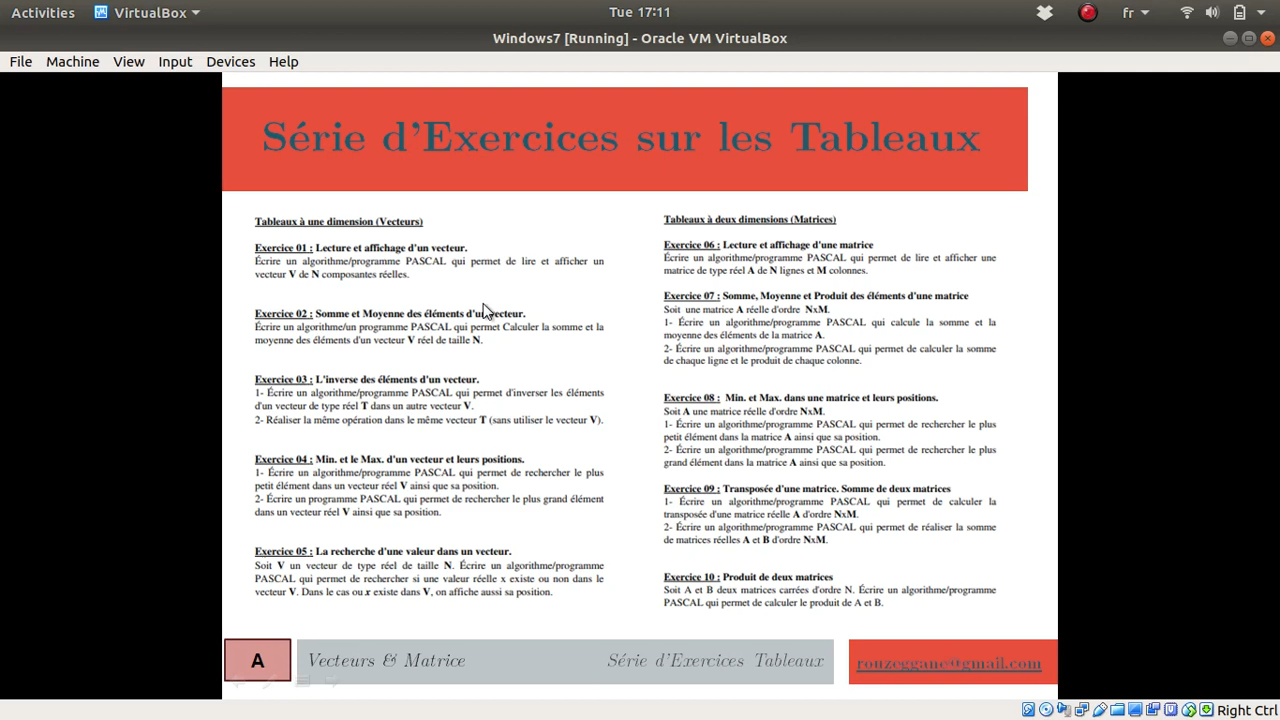 Activities VirtualBox Tue 17:11 fr
Windows7 [Running] - Oracle VM VirtualBox
File Machine View Input Devices Help
Série d'Exercices sur les Tableaux
Tableaux à une dimension (Vecteurs)
Exercice 01 : Lecture et affichage d'un vecteur.
Écrire un algorithme/programme PASCAL qui permet de lire et afficher un
vecteur V de N composantes réelles.
Exercice 02 : Somme et Moyenne des éléments d'un vecteur.
Écrire un algorithme/un programme PASCAL qui permet Calculer la somme et la
moyenne des éléments d'un vecteur V réel de taille N.
Exercice 03 : L'inverse des éléments d'un vecteur.
1- Écrire un algorithme/programme PASCAL qui permet d'inverser les éléments
d'un vecteur de type réel T dans un autre vecteur V.
2- Réaliser la même opération dans le même vecteur T (sans utiliser le vecteur V).
Exercice 04 : Min. et le Max. d'un vecteur et leurs positions.
1- Écrire un algorithme/programme PASCAL qui permet de rechercher le plus
petit élément dans un vecteur réel V ainsi que sa position.
2- Écrire un programme PASCAL qui permet de rechercher le plus grand élément
dans un vecteur réel V ainsi que sa position.
Exercice 05 : La recherche d'une valeur dans un vecteur.
Soit V un vecteur de type réel de taille N. Écrire un algorithme/programme
PASCAL qui permet de rechercher si une valeur réelle x existe ou non dans le
vecteur V. Dans le cas ou x existe dans V, on affiche aussi sa position.
Tableaux à deux dimensions (Matrices)
Exercice 06 : Lecture et affichage d'une matrice
Écrire un algorithme/programme PASCAL qui permet de lire et afficher une
matrice de type réel A de N lignes et M colonnes.
Exercice 07 : Somme, Moyenne et Produit des éléments d'une matrice
Soit une matrice A réelle d'ordre NxM.
1- Écrire un algorithme/programme PASCAL qui calcule la somme et la
moyenne des éléments de la matrice A.
2- Écrire un algorithme/programme PASCAL qui permet de calculer la somme
de chaque ligne et le produit de chaque colonne.
Exercice 08 : Min. et Max. dans une matrice et leurs positions.
Soit A une matrice réelle d'ordre NxM.
1- Écrire un algorithme/programme PASCAL qui permet de rechercher le plus
petit élément dans la matrice A ainsi que sa position.
2- Écrire un algorithme/programme PASCAL qui permet de rechercher le plus
grand élément dans la matrice A ainsi que sa position.
Exercice 09 : Transposée d'une matrice. Somme de deux matrices
1- Écrire un algorithme/programme PASCAL qui permet de calculer la
transposée d'une matrice réelle A d'ordre NxM.
2- Écrire un algorithme/programme PASCAL qui permet de réaliser la somme
de matrices réelles A et B d'ordre NxM.
Exercice 10 : Produit de deux matrices
Soit A et B deux matrices carrées d'ordre N. Écrire un algorithme/programme
PASCAL qui permet de calculer le produit de A et B.
A Vecteurs & Matrice Série d'Exercices Tableaux rouzeggane@gmail.com
Right Ctrl